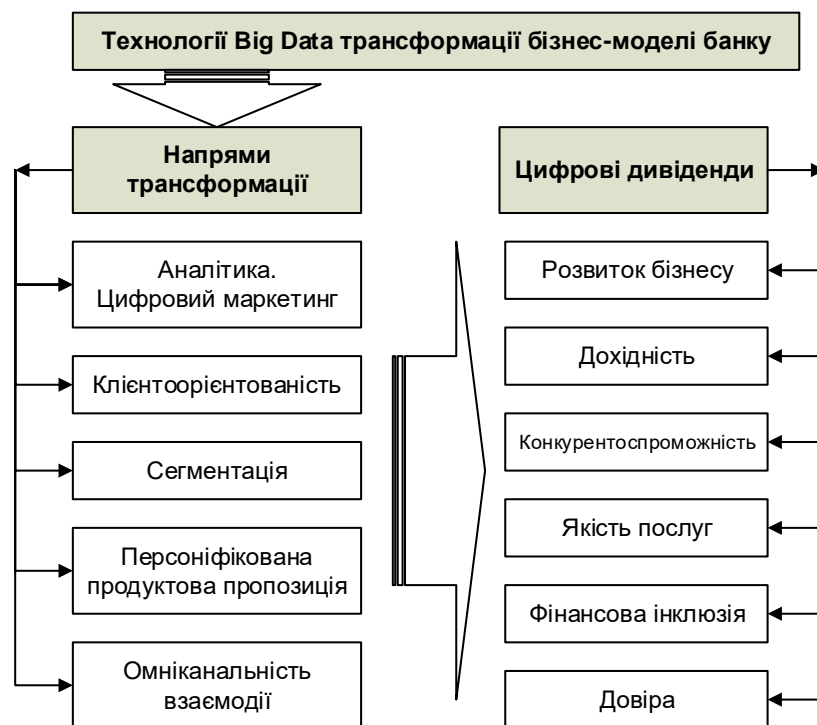 Технології Big Data трансформації бізнес-моделі банку
Напрями
трансформації
Аналітика.
Цифровий маркетинг
Клієнтоорієнтованість
Сегментація
Персоніфікована
продуктова пропозиція
Омніканальність
взаємодії
Цифрові дивіденди
Розвиток бізнесу
Дохідність
Конкурентоспроможність
Якість послуг
Фінансова інклюзія
Довіра